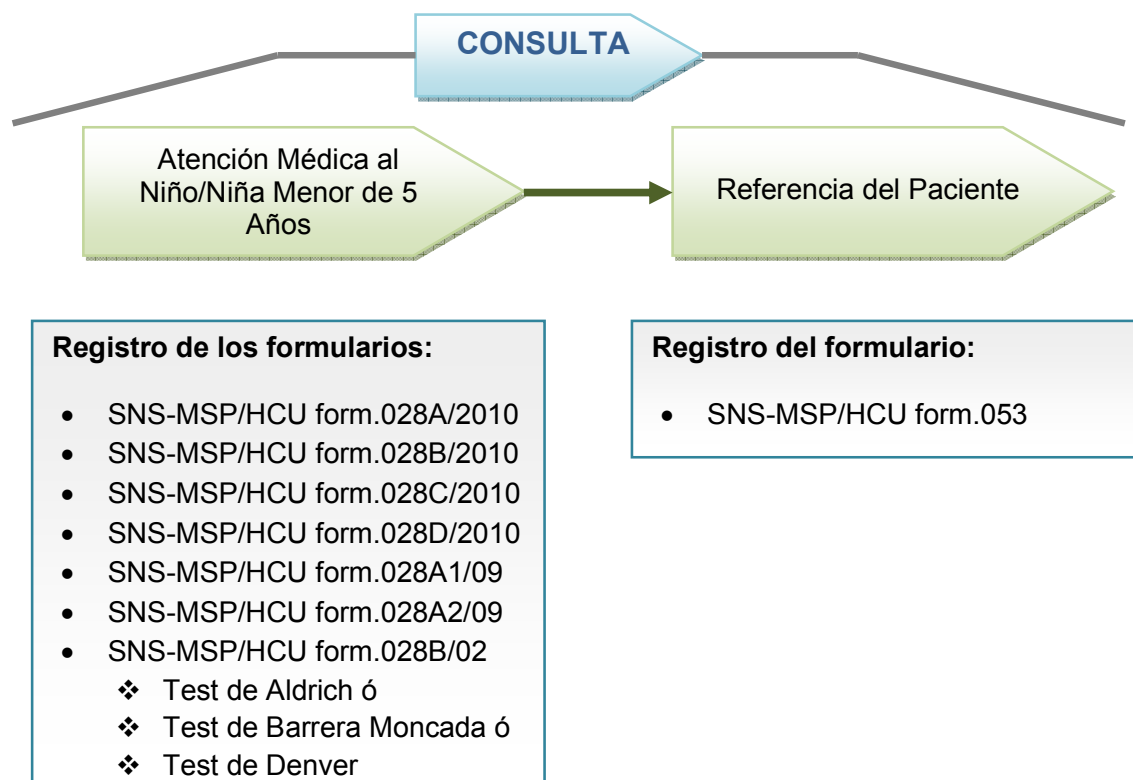 CONSULTA
Atención Médica al
Niño/Niña Menor de 5
Años
Referencia del Paciente
Registro de los formularios:
• SNS-MSP/HCU form.028A/2010
• SNS-MSP/HCU form.028B/2010
• SNS-MSP/HCU form.028C/2010
• SNS-MSP/HCU form.028D/2010
• SNS-MSP/HCU form.028A1/09
• SNS-MSP/HCU form.028A2/09
• SNS-MSP/HCU form.028B/02
❖ Test de Aldrich ó
❖ Test de Barrera Moncada ó
❖ Test de Denver
Registro del formulario:
• SNS-MSP/HCU form.053